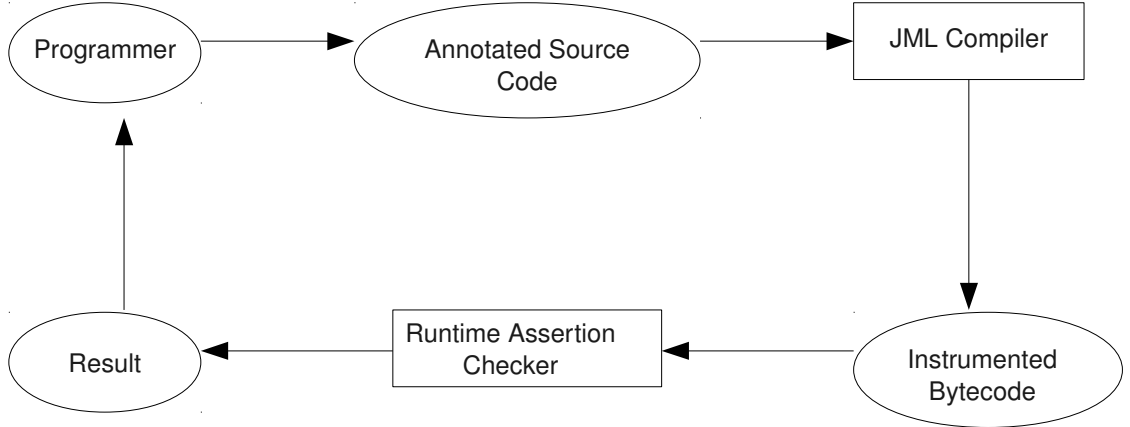 Programmer
Annotated Source
Code
JML Compiler
Result
Runtime Assertion
Checker
Instrumented
Bytecode